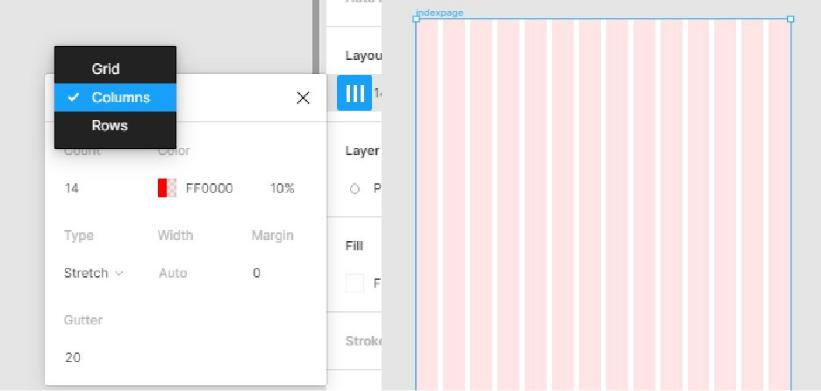 indexpage
Grid
Columns
Rows
Layou
Count Color
14 FF0000 10%
Layer
P
Type Width Margin
Fill
Stretch Auto 0
F
Gutter
Stroke
20